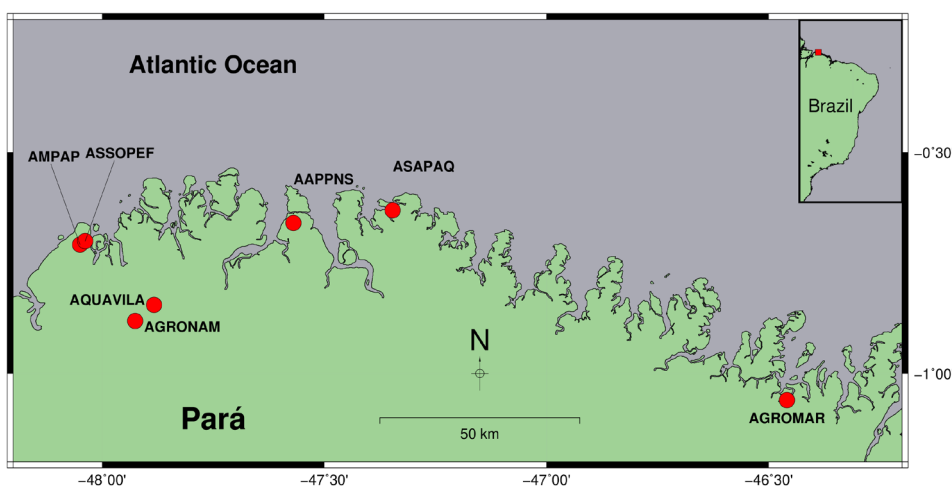 Atlantic Ocean
Brazil
−0°30'
AMPAP ASSOPEF
AAPPNS
ASAPAQ
AQUAVILA
AGRONAM
N
−1°00'
AGROMAR
Pará
50 km
−48°00'
−47°30'
−47°00'
−46°30'